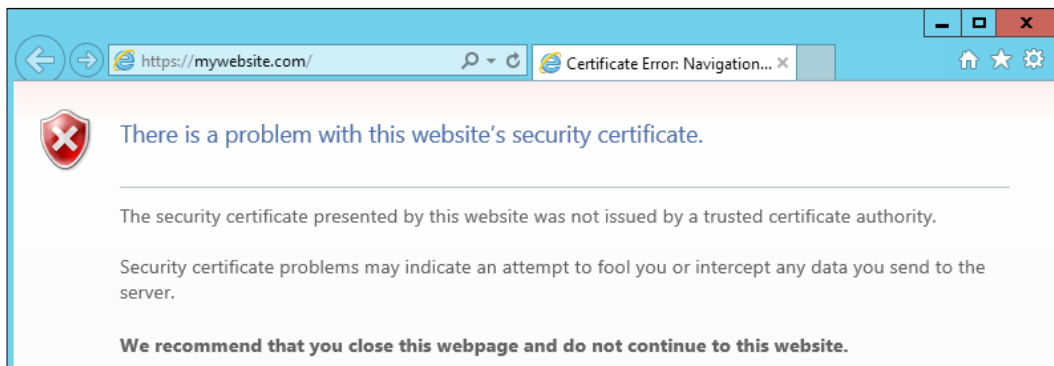 https://mywebsite.com/
Certificate Error: Navigation...
There is a problem with this website's security certificate.
The security certificate presented by this website was not issued by a trusted certificate authority.
Security certificate problems may indicate an attempt to fool you or intercept any data you send to the
server.
We recommend that you close this webpage and do not continue to this website.